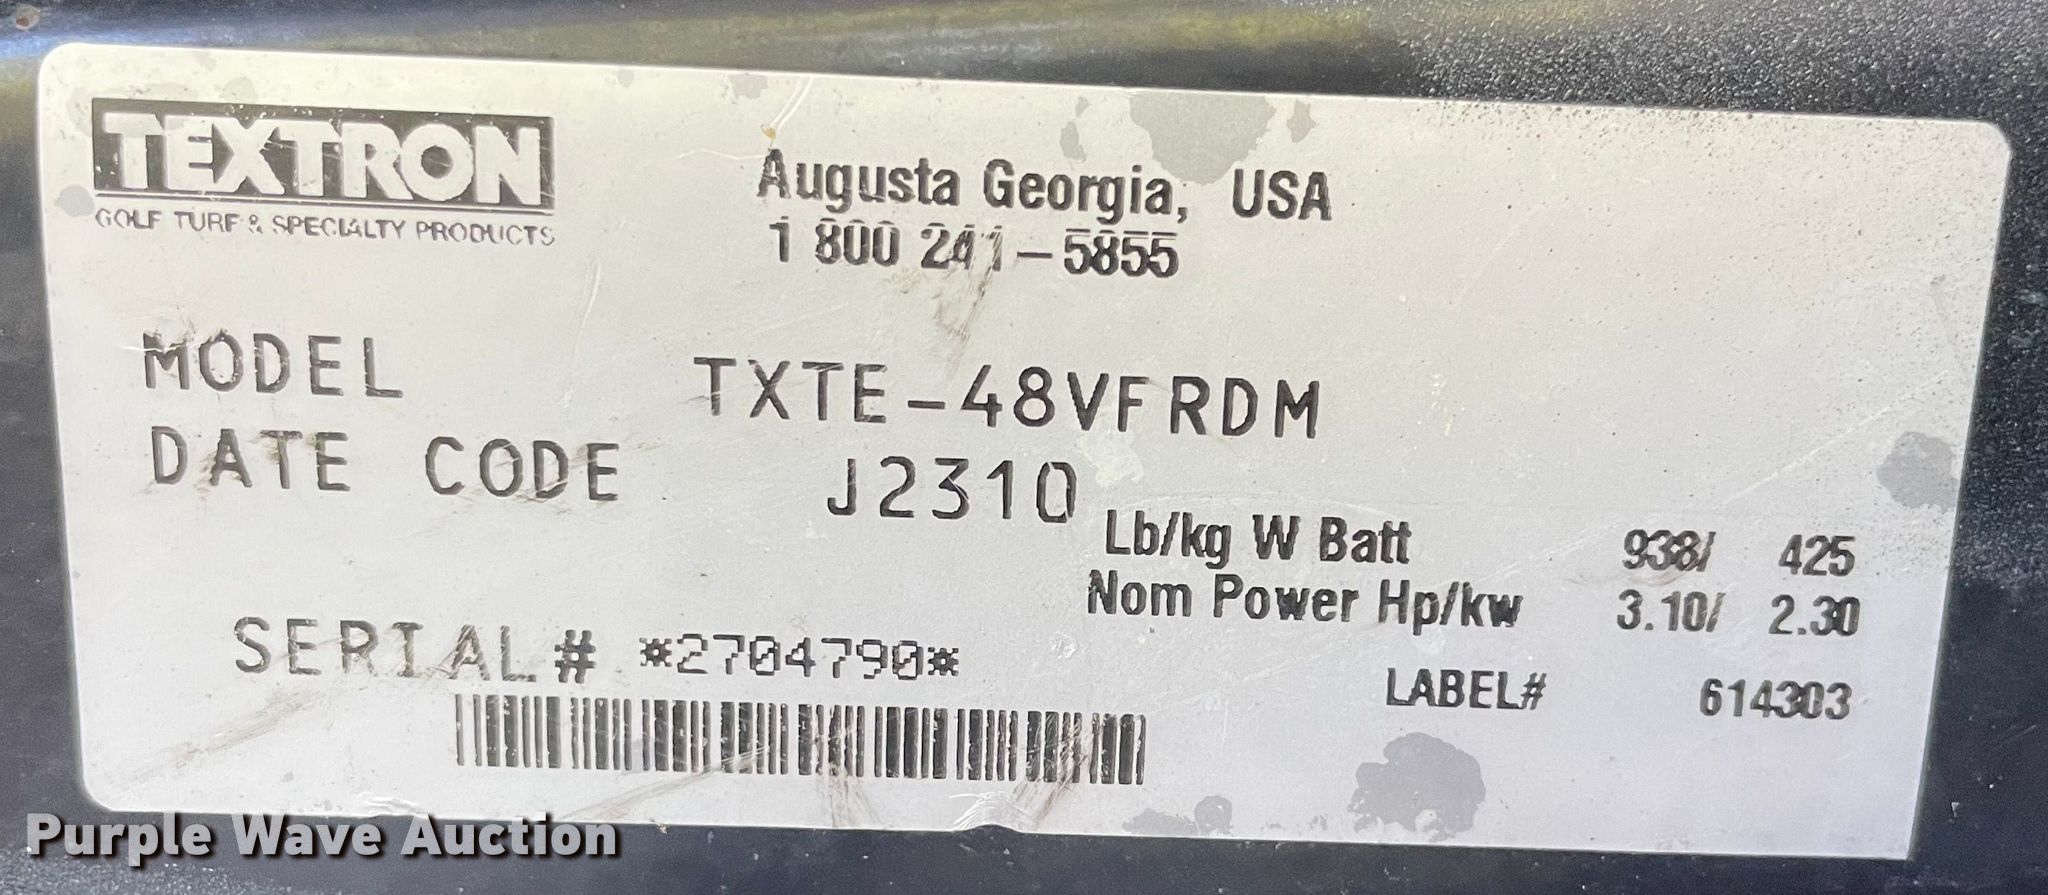 TEXTRON
GOLF TURF & SPECIALTY PRODUCTS
Augusta Georgia, USA
1 800 241-5855
MODEL TXTE-48VFRDM
DATE CODE J2310
Lb/kg W Batt 938/ 425
Nom Power Hp/kw 3.10/ 2.30
SERIAL# *2704790*
LABEL# 614303
Purple Wave Auction